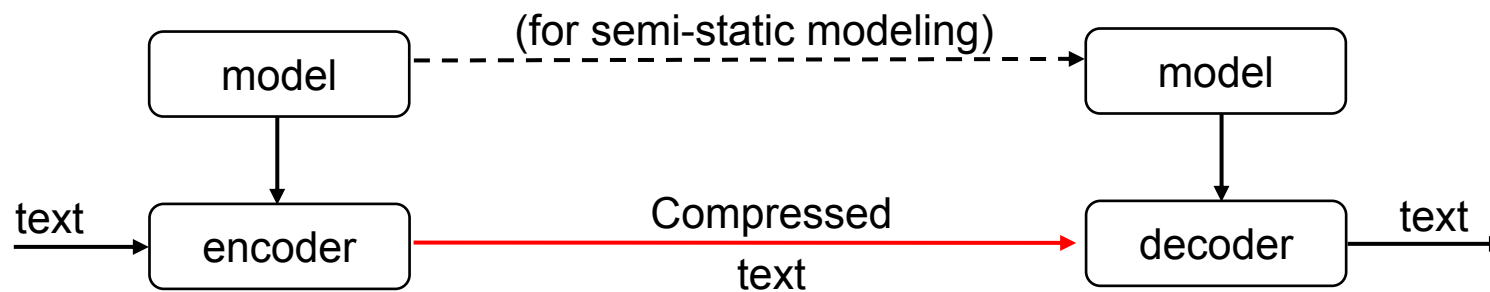 (for semi-static modeling)
model
model
text
encoder
Compressed
text
decoder
text